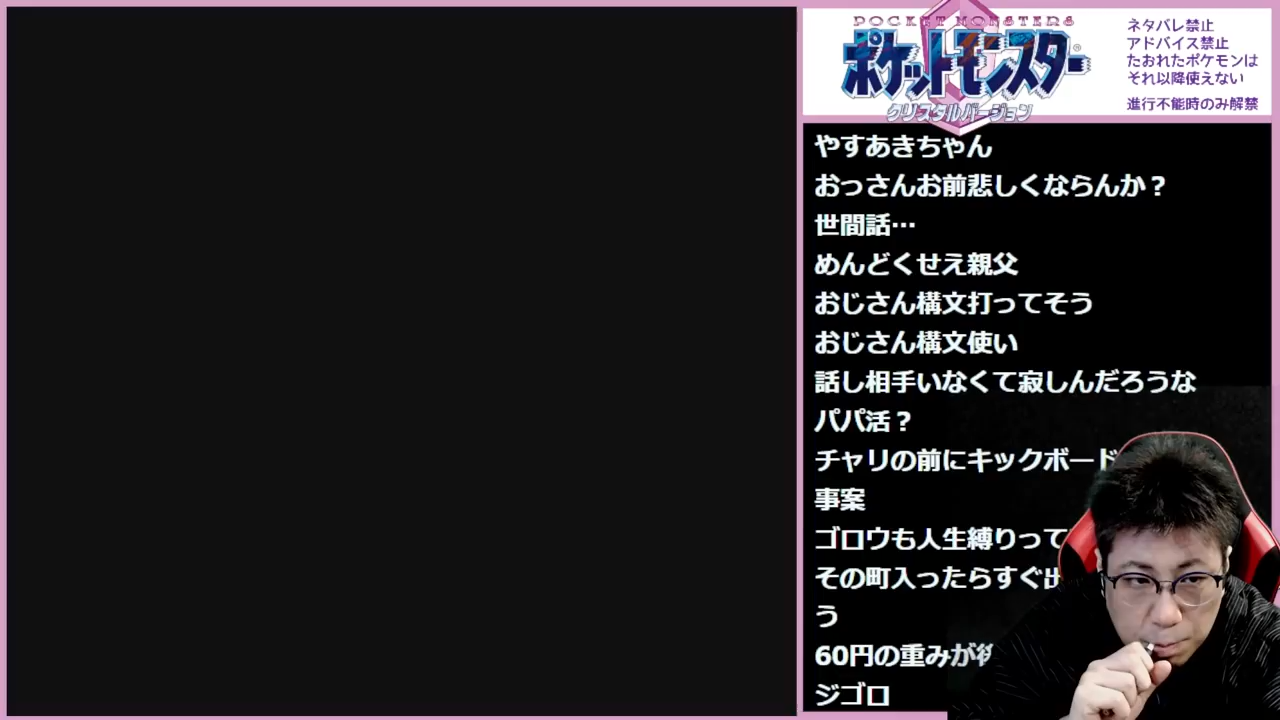 POCKET MONSTERS
ポケットモンスター
クリスタルバージョン
ネタバレ禁止
アドバイス禁止
たおれたポケモンは
それ以降使えない
進行不能時のみ解禁
やすあきちゃん
おっさんお前悲しくならんか？
世間話…
めんどくせえ親父
おじさん構文打ってそう
おじさん構文使い
話し相手いなくて寂しんだろうな
パパ活？
チャリの前にキックボード
事案
ゴロウも人生縛りって
その町入ったらすぐ
う
60円の重みが
ジゴロ